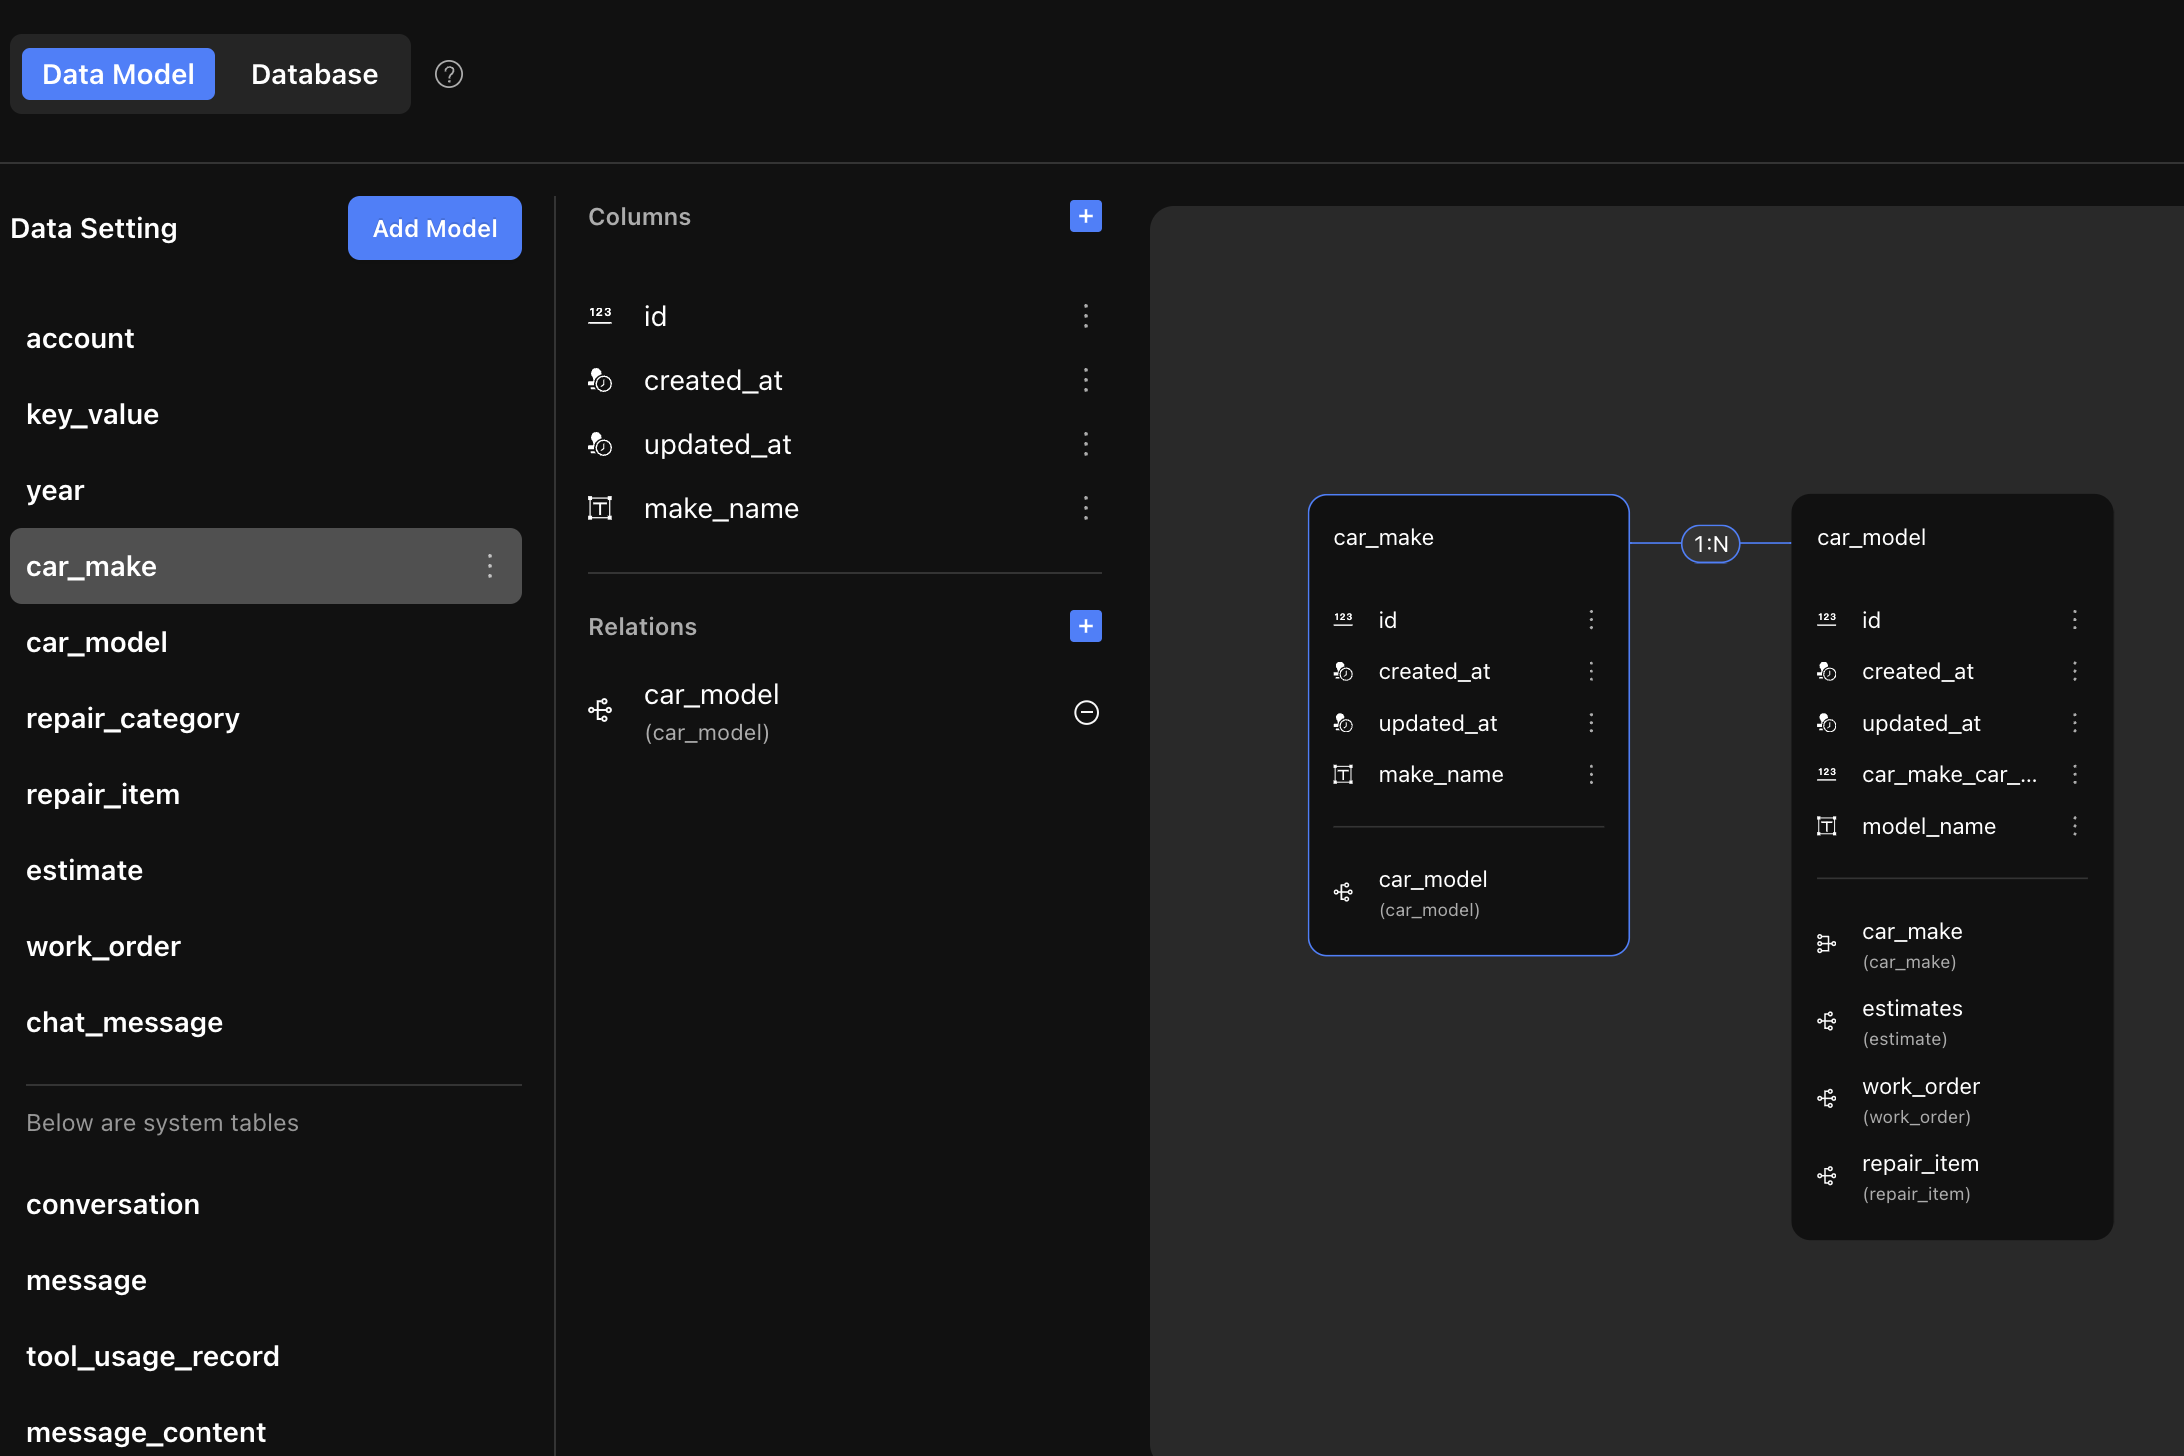 Data Model
Database
?
Data Setting
Add Model
account
key_value
year
car_make
car_model
repair_category
repair_item
estimate
work_order
chat_message
Below are system tables
conversation
message
tool_usage_record
message_content
Columns
+
123 id
created_at
updated_at
T make_name
Relations
+
car_model
(car_model)
car_make
123 id
created_at
updated_at
T make_name
car_model
(car_model)
1:N
car_model
123 id
created_at
updated_at
123 car_make_car_...
T model_name
car_make
(car_make)
estimates
(estimate)
work_order
(work_order)
repair_item
(repair_item)